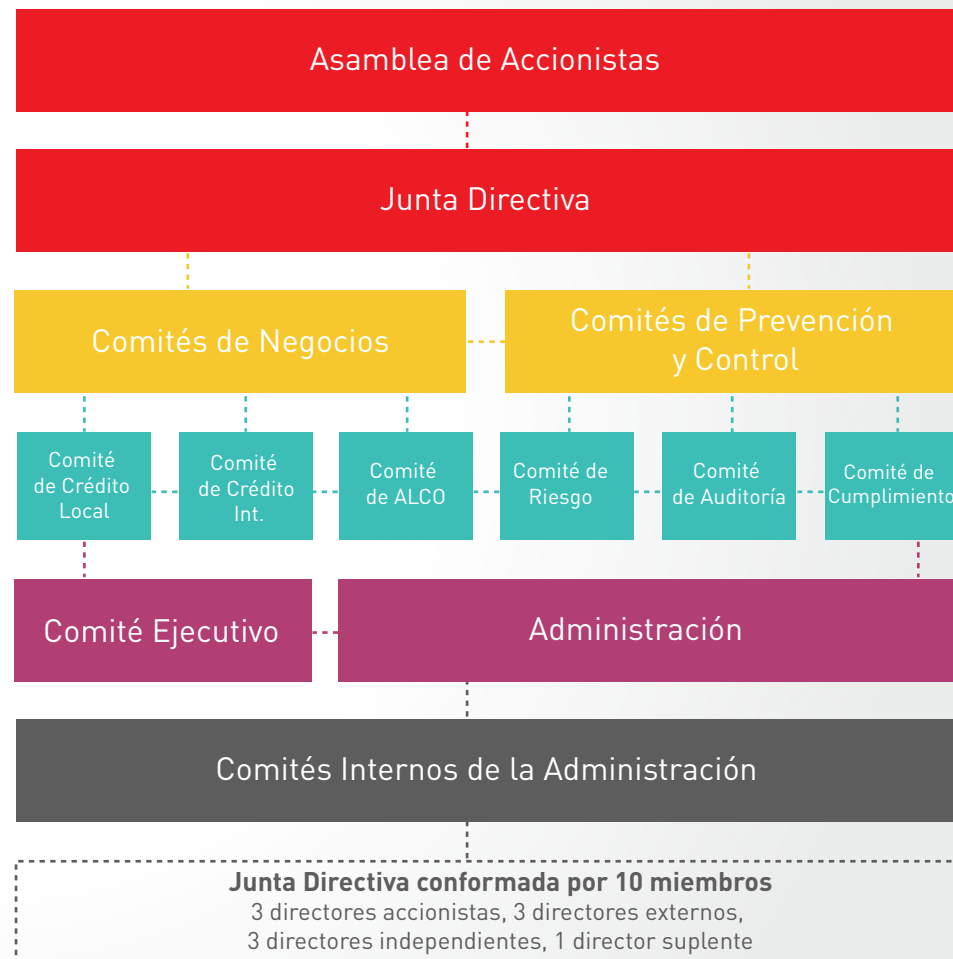 Asamblea de Accionistas
Junta Directiva
Comités de Negocios
Comités de Prevención
y Control
Comité
de Crédito
Local
Comité
de Crédito
Int.
Comité
de ALCO
Comité de
Riesgo
Comité
de Auditoría
Comité de
Cumplimiento
Comité Ejecutivo
Administración
Comités Internos de la Administración
Junta Directiva conformada por 10 miembros
3 directores accionistas, 3 directores externos,
3 directores independientes, 1 director suplente